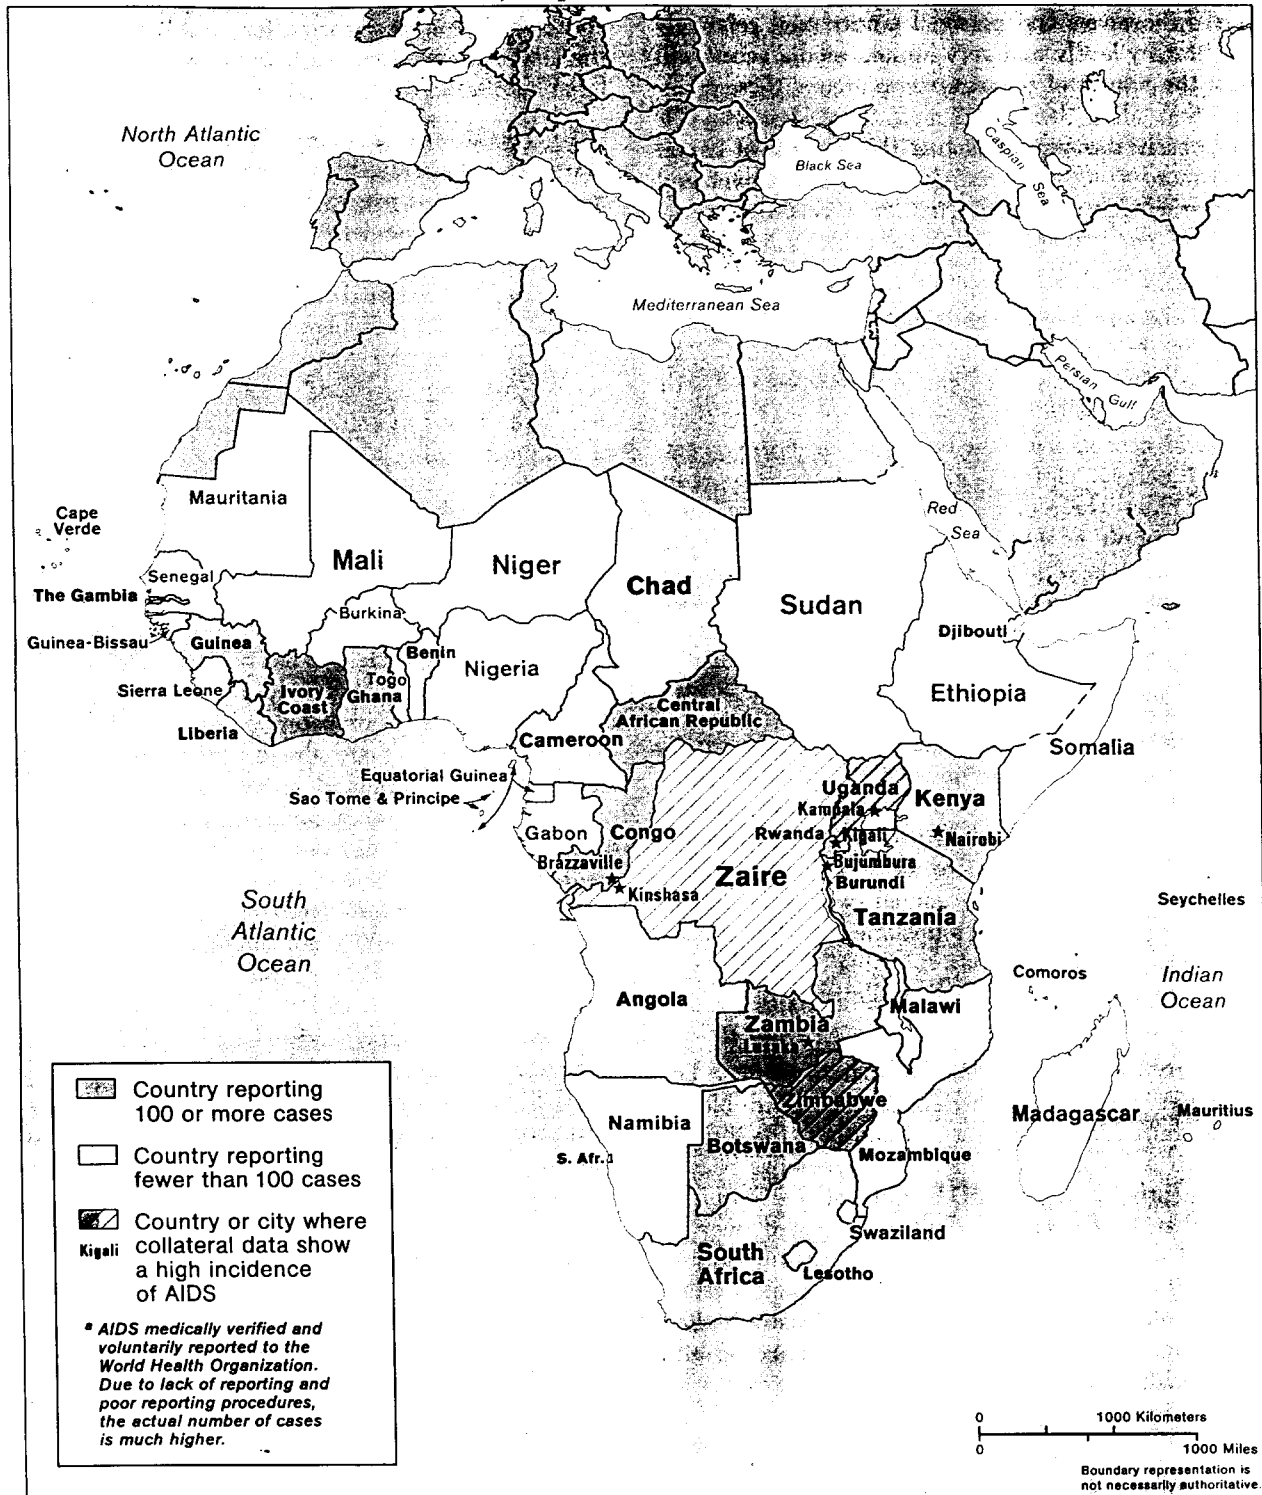 North Atlantic
Ocean
Black Sea
Caspian Sea
Mediterranean Sea
Persian Gulf
Mauritania
Cape
Verde
Red
Sea
Mali
Niger
Chad
Sudan
Senegal
The Gambia
Burkina
Djibouti
Guinea-Bissau
Guinea
Benin
Nigeria
Togo
Ghana
Ivory
Coast
Sierra Leone
Ethiopia
Central
African Republic
Liberia
Cameroon
Somalia
Equatorial Guinea
Sao Tome & Principe
Uganda
Kampala
Kenya
Gabon
Congo
Rwanda
Kigali
Nairobi
Brazzaville
Bujumbura
Zaire
Burundi
Kinshasa
South
Atlantic
Ocean
Seychelles
Tanzania
Comoros
Indian
Ocean
Angola
Malawi
Zambia
Lusaka
Zimbabwe
Namibia
Madagascar
Mauritius
Botswana
S. Afr.
Mozambique
Swaziland
South
Africa
Lesotho
Country reporting
100 or more cases
Country reporting
fewer than 100 cases
Country or city where
Kigali
collateral data show
a high incidence
of AIDS
a AIDS medically verified and
voluntarily reported to the
World Health Organization.
Due to lack of reporting and
poor reporting procedures,
the actual number of cases
is much higher.
0 1000 Kilometers
0 1000 Miles
Boundary representation is
not necessarily authoritative.